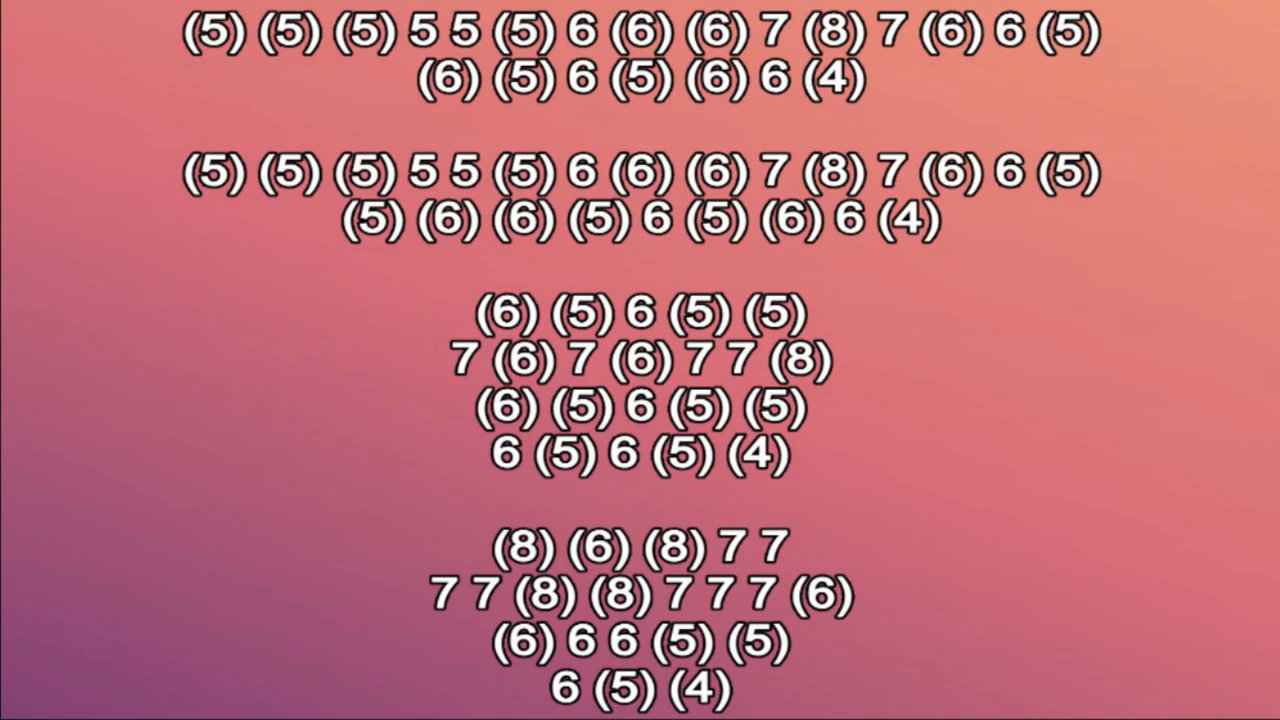 (5) (5) (5) 5 5 (5) 6 (6) (6) 7 (8) 7 (6) 6 (5)
(6) (5) 6 (5) (6) 6 (4)
(5) (5) (5) 5 5 (5) 6 (6) (6) 7 (8) 7 (6) 6 (5)
(5) (6) (6) (5) 6 (5) (6) 6 (4)
(6) (5) 6 (5) (5)
7 (6) 7 (6) 7 7 (8)
(6) (5) 6 (5) (5)
6 (5) 6 (5) (4)
(8) (6) (8) 7 7
7 7 (8) (8) 7 7 7 (6)
(6) 6 6 (5) (5)
6 (5) (4)